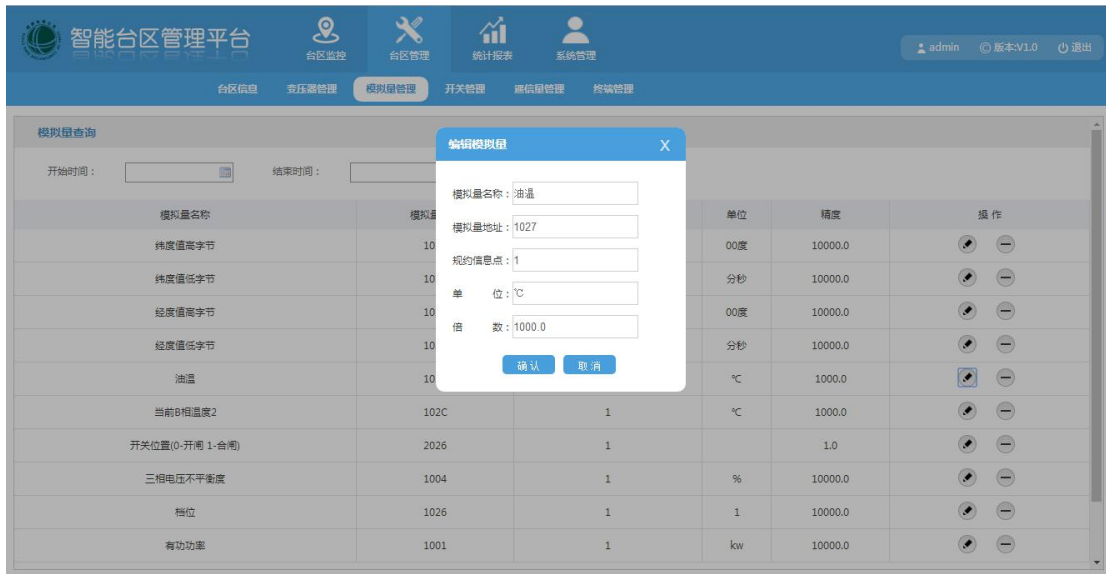 智能台区管理平台
台区监控 台区管理 统计报表 系统管理
admin ©版本:V1.0 退出
台区信息 变压器管理 模拟量管理 开关管理 遥信量管理 终端管理
模拟量查询
开始时间： 结束时间：
编辑模拟量 X
模拟量名称：油温
模拟量地址：1027
规约信息点：1
单 位：℃
倍 数：1000.0
确认 取消
模拟量名称 模拟量 单位 精度 操作
纬度值高字节 10 00度 10000.0
纬度值低字节 10 分秒 10000.0
经度值高字节 10 00度 10000.0
经度值低字节 10 分秒 10000.0
油温 10 ℃ 1000.0
当前B相温度2 102C 1 ℃ 1000.0
开关位置(0-开闸 1-合闸) 2026 1 1.0
三相电压不平衡度 1004 1 % 10000.0
档位 1026 1 1 10000.0
有功功率 1001 1 kw 10000.0